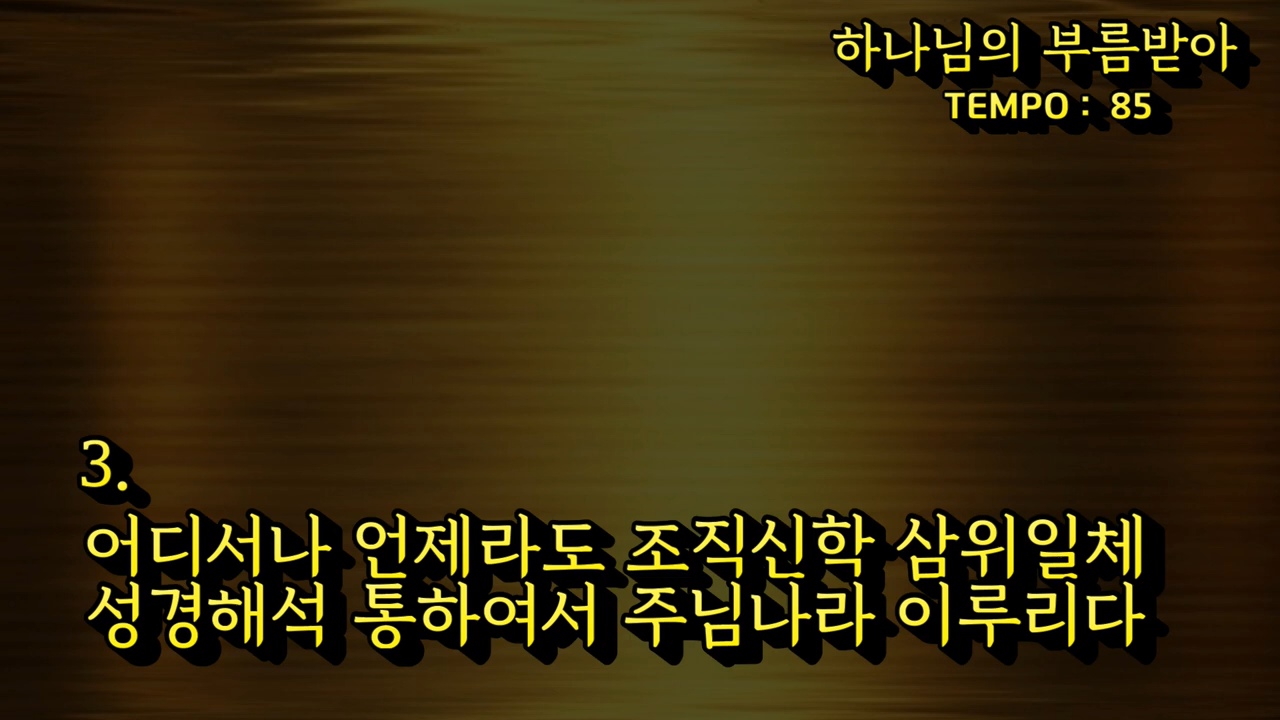 하나님의 부름받아
TEMPO : 85
3.
어디서나 언제라도 조직신학 삼위일체
성경해석 통하여서 주님나라 이루리다